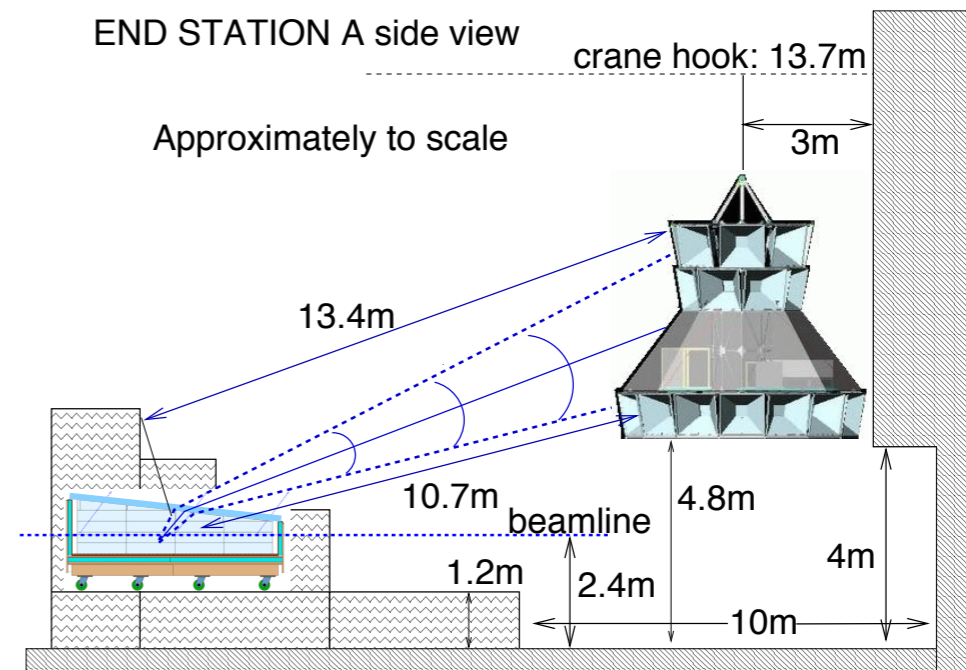 END STATION A side view
crane hook: 13.7m
Approximately to scale
3m
13.4m
10.7m
4.8m
beamline
1.2m
2.4m
4m
10m